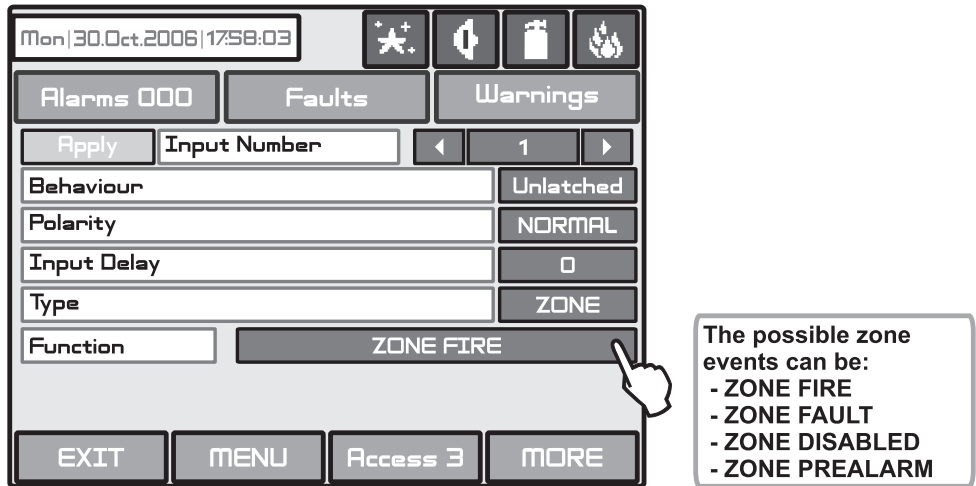 Mon|30.Oct.2006|17:58:03
Alarms 000 Faults Warnings
Apply Input Number 1
Behaviour Unlatched
Polarity NORMAL
Input Delay 0
Type ZONE
Function ZONE FIRE
EXIT MENU Access 3 MORE
The possible zone
events can be:
- ZONE FIRE
- ZONE FAULT
- ZONE DISABLED
- ZONE PREALARM